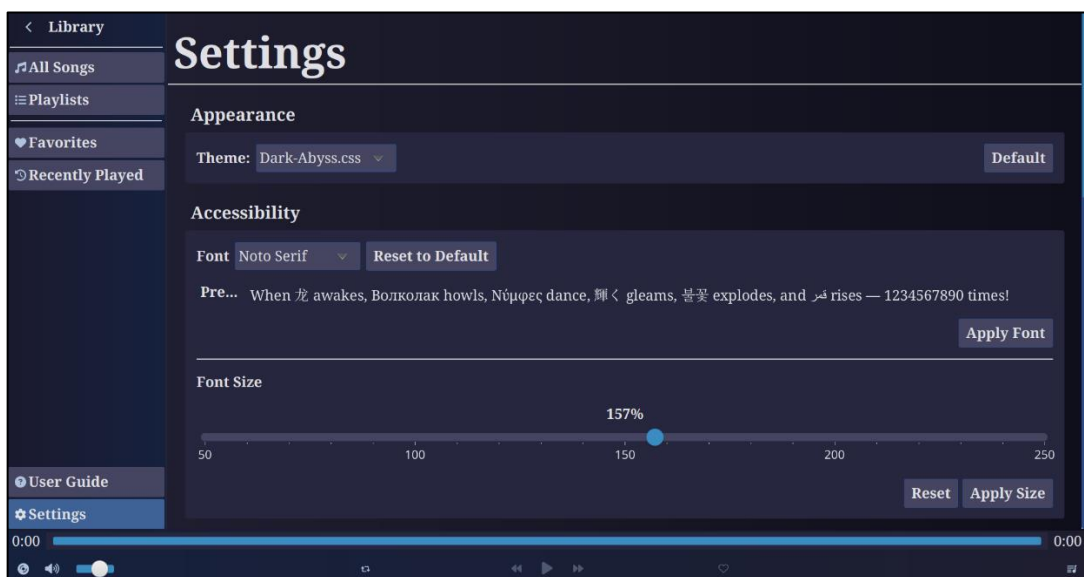 Library
All Songs
Playlists
Favorites
Recently Played
User Guide
Settings
Settings
Appearance
Theme: Dark-Abyss.css
Default
Accessibility
Font Noto Serif Reset to Default
Pre... When 龙 awakes, Волколак howls, Νύμφες dance, 輝く gleams, 불꽃 explodes, and قمر rises — 1234567890 times!
Apply Font
Font Size
157%
50 100 150 200 250
Reset Apply Size
0:00 0:00